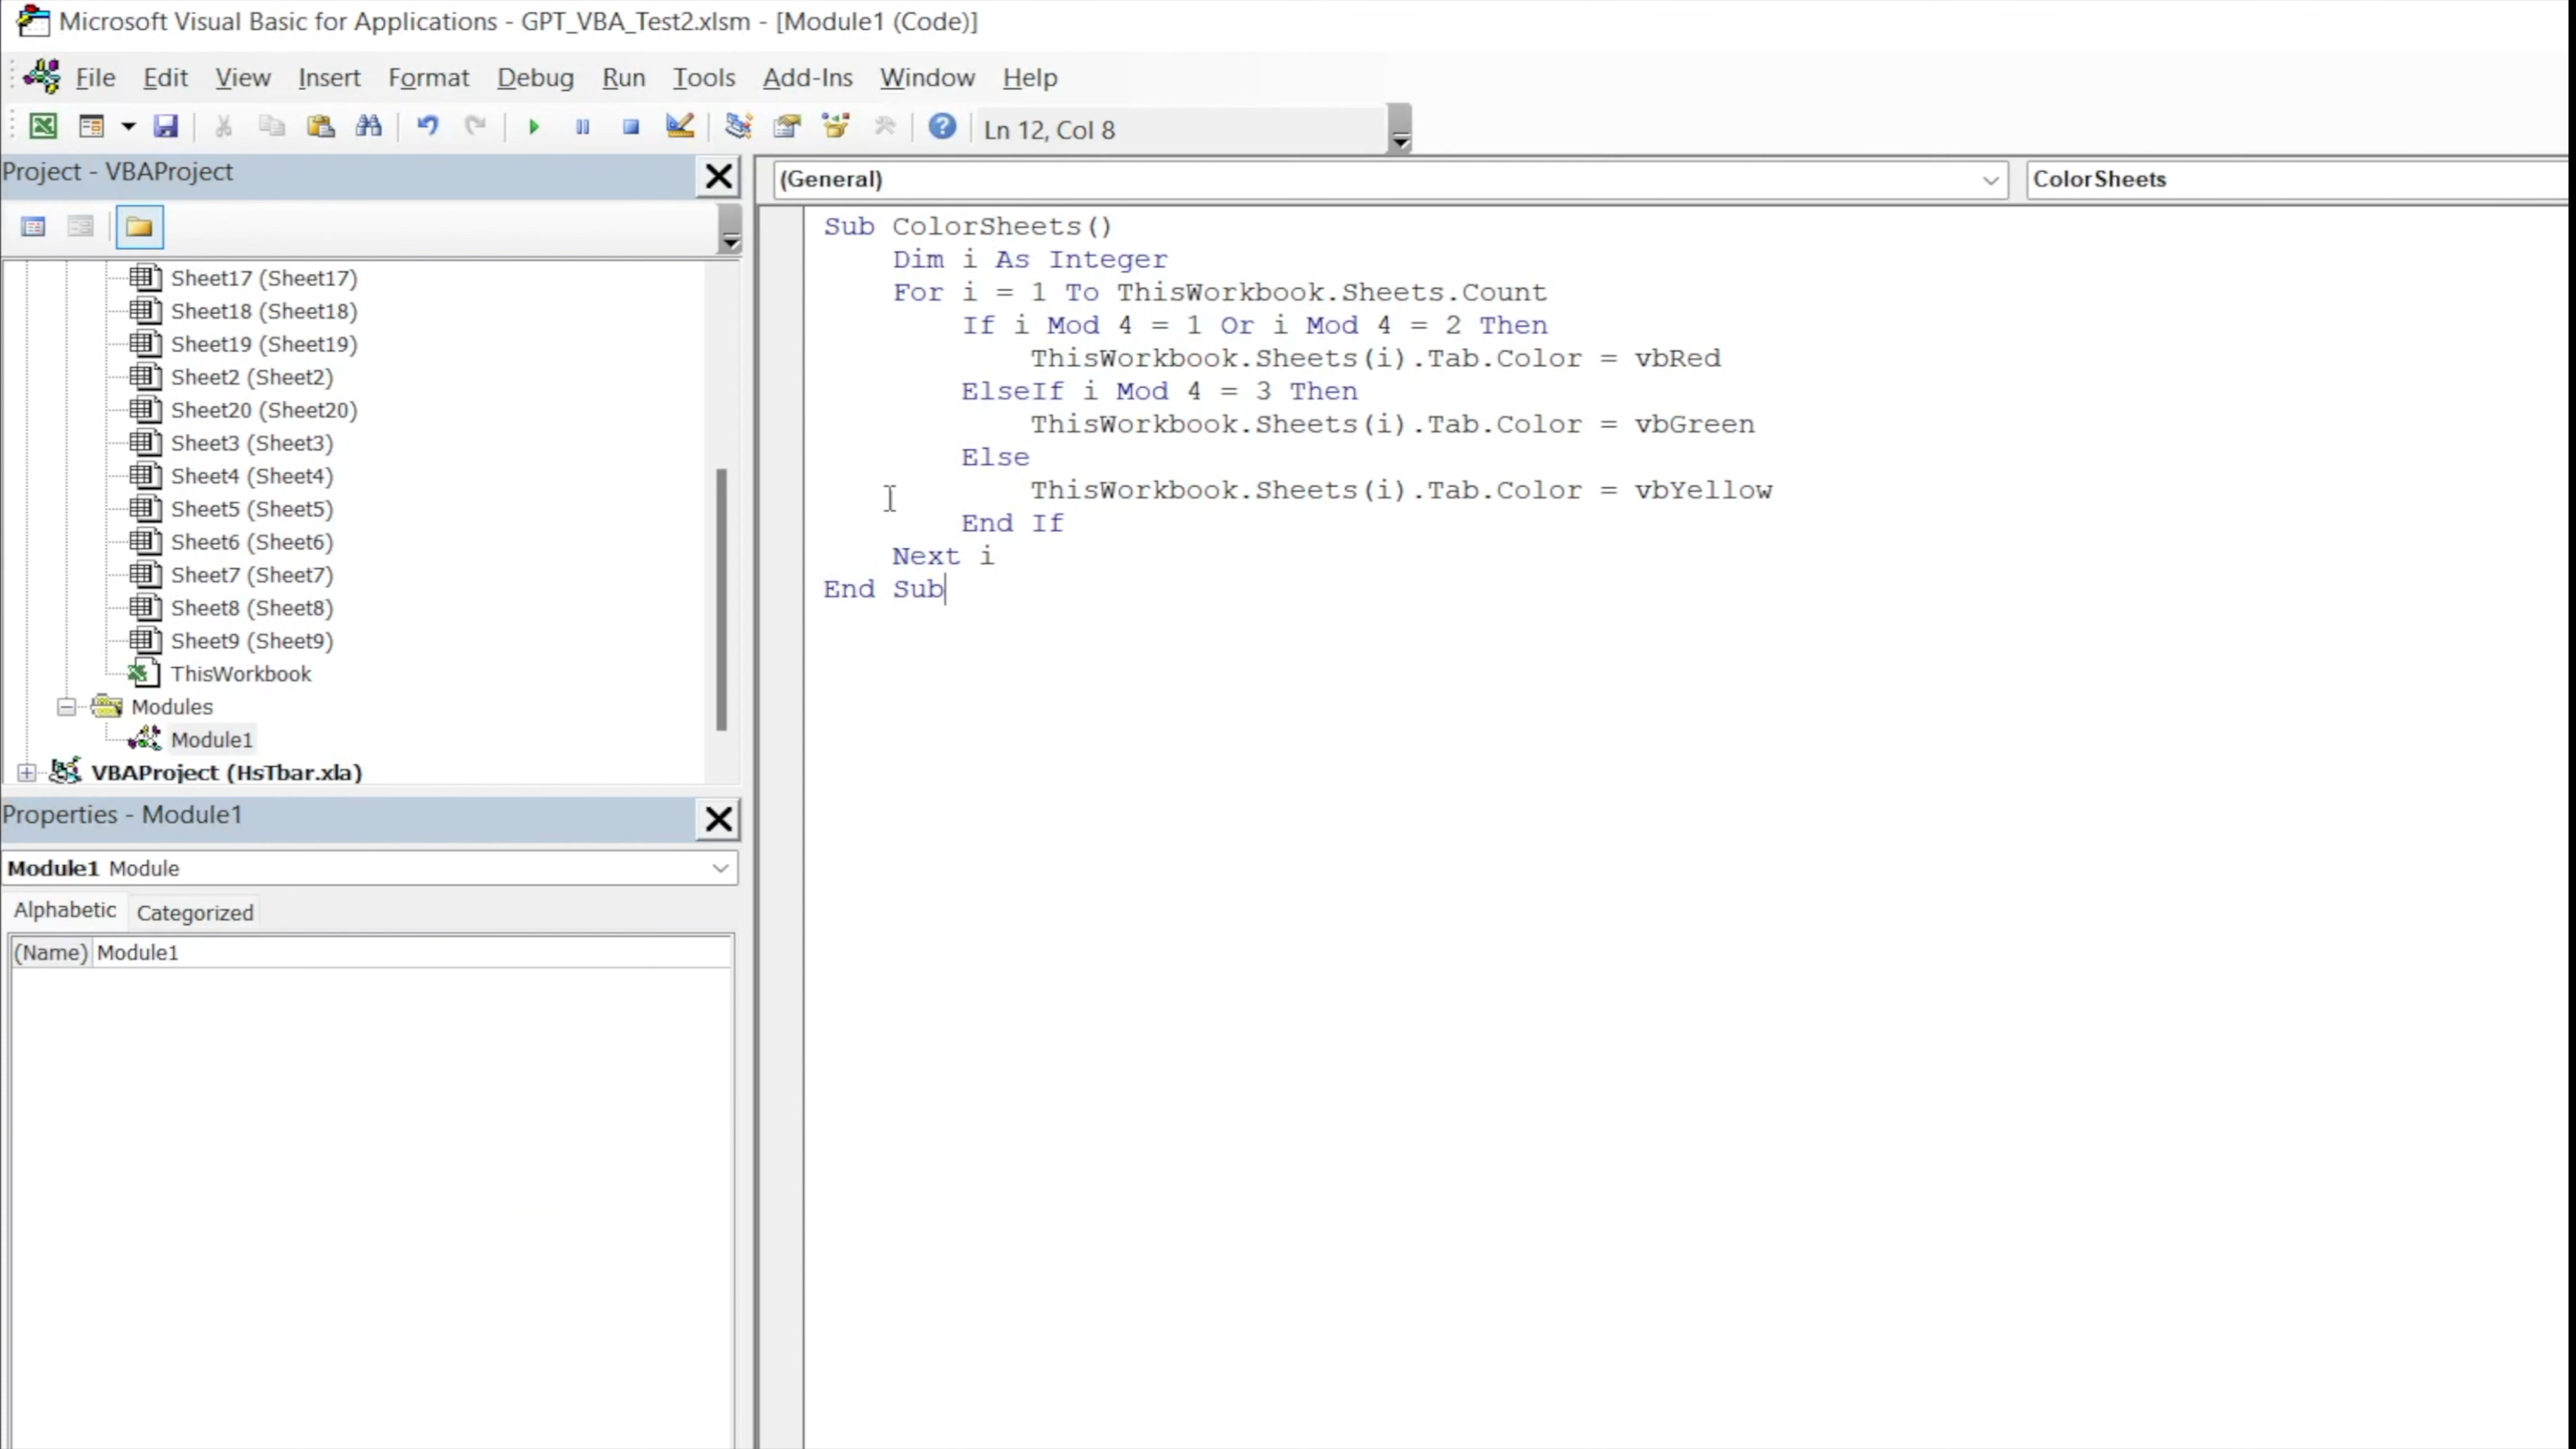 Microsoft Visual Basic for Applications - GPT_VBA_Test2.xlsm - [Module1 (Code)]
File Edit View Insert Format Debug Run Tools Add-Ins Window Help
Ln 12, Col 8
Project - VBAProject
Sheet17 (Sheet17)
Sheet18 (Sheet18)
Sheet19 (Sheet19)
Sheet2 (Sheet2)
Sheet20 (Sheet20)
Sheet3 (Sheet3)
Sheet4 (Sheet4)
Sheet5 (Sheet5)
Sheet6 (Sheet6)
Sheet7 (Sheet7)
Sheet8 (Sheet8)
Sheet9 (Sheet9)
ThisWorkbook
Modules
Module1
VBAProject (HsTbar.xla)
Properties - Module1
Module1 Module
Alphabetic Categorized
(Name) Module1
(General) ColorSheets
Sub ColorSheets()
    Dim i As Integer
    For i = 1 To ThisWorkbook.Sheets.Count
        If i Mod 4 = 1 Or i Mod 4 = 2 Then
            ThisWorkbook.Sheets(i).Tab.Color = vbRed
        ElseIf i Mod 4 = 3 Then
            ThisWorkbook.Sheets(i).Tab.Color = vbGreen
        Else
            ThisWorkbook.Sheets(i).Tab.Color = vbYellow
        End If
    Next i
End Sub